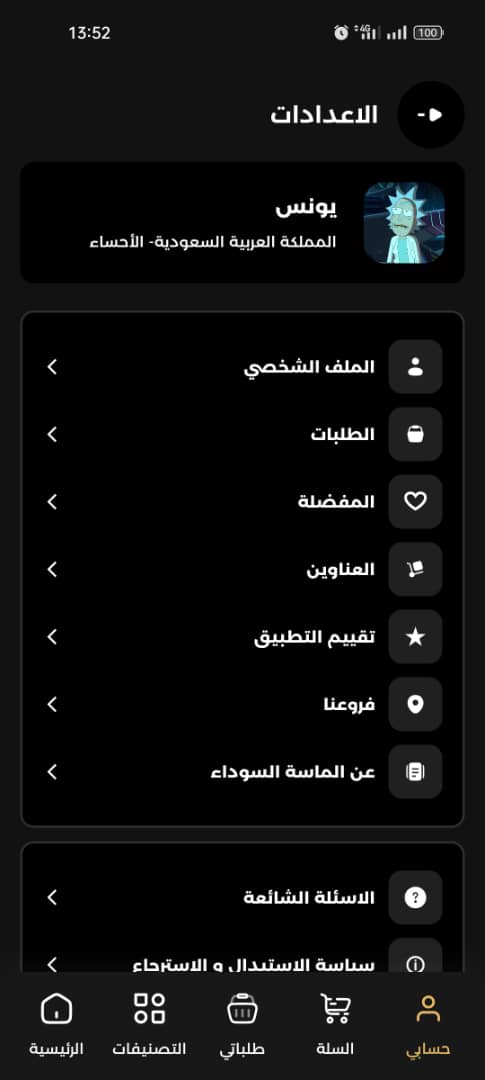 13:52
4G
100
الاعدادات
يونس
المملكة العربية السعودية- الأحساء
الملف الشخصي
الطلبات
المفضلة
العناوين
تقييم التطبيق
فروعنا
عن الماسة السوداء
الاسئلة الشائعة
سياسة الاستبدال و الاسترجاع
حسابي
السلة
طلباتي
التصنيفات
الرئيسية